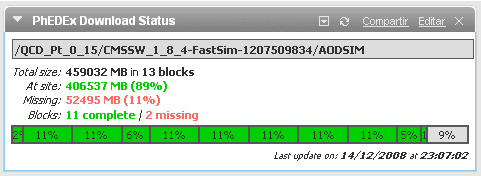 PhEDEx Download Status
Compartir Editar
/QCD_Pt_0_15/CMSSW_1_8_4-FastSim-1207509834/AODSIM
Total size: 459032 MB in 13 blocks
At site: 406537 MB (89%)
Missing: 52495 MB (11%)
Blocks: 11 complete / 2 missing
11% 11% 6% 11% 11% 11% 11% 11% 5% 1 9%
Last update on: 14/12/2008 at 23:07:02